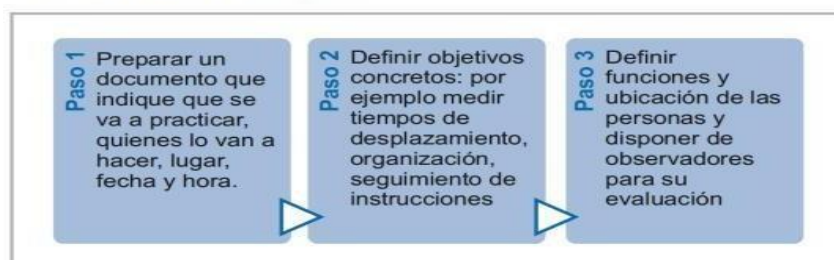 Paso 1
Preparar un
documento que
indique que se
va a practicar,
quienes lo van a
hacer, lugar,
fecha y hora.
Paso 2
Definir objetivos
concretos: por
ejemplo medir
tiempos de
desplazamiento,
organización,
seguimiento de
instrucciones
Paso 3
Definir
funciones y
ubicación de las
personas y
disponer de
observadores
para su
evaluación